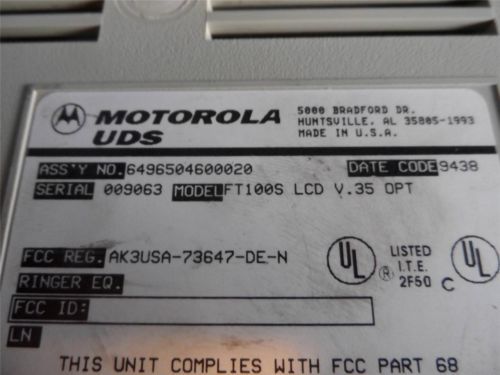 MOTOROLA
UDS
5000 BRADFORD DR.
HUNTSVILLE, AL 35805-1993
MADE IN U.S.A.
ASS'Y NO. 6496504600020 DATE CODE 9438
SERIAL 009063 MODEL FT100S LCD V.35 OPT
FCC REG. AK3USA-73647-DE-N
RINGER EQ.
FCC ID:
LN
UL ® LISTED
I.T.E.
2F50 C UL
THIS UNIT COMPLIES WITH FCC PART 68